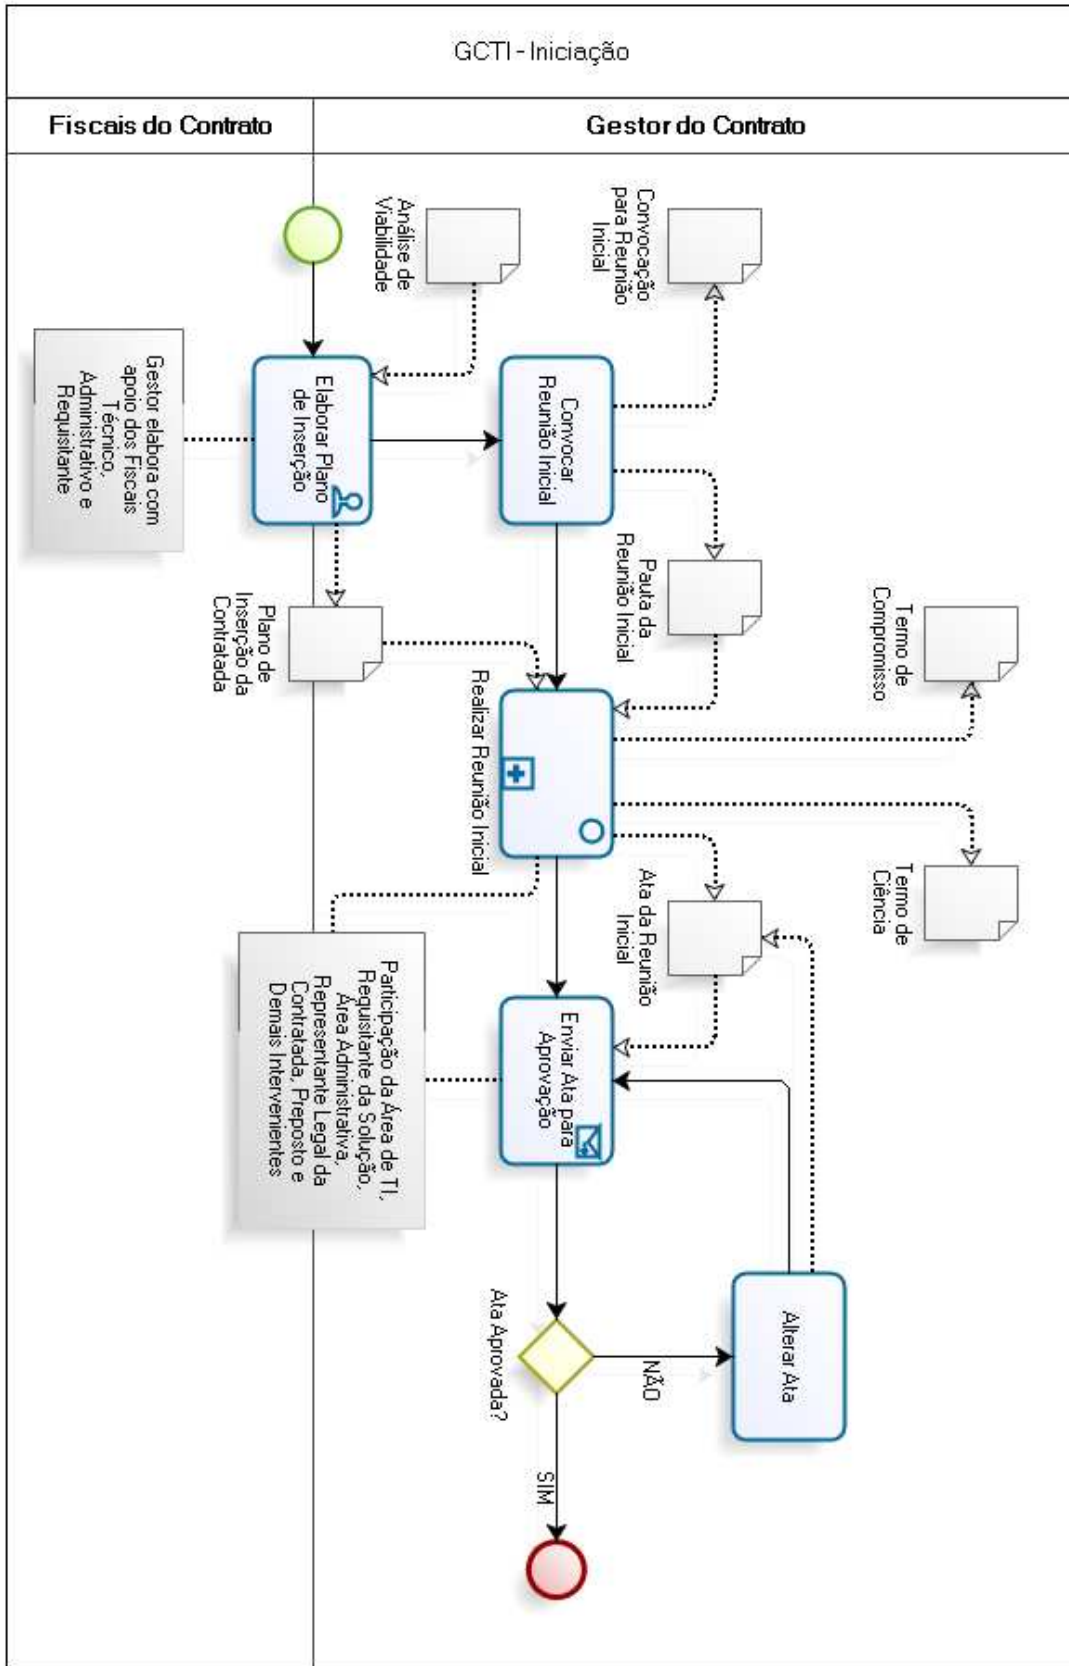 GCTI - Iniciação
Fiscais do Contrato
Gestor do Contrato
Análise de
Viabilidade
Convocação
para Reunião
Inicial
Gestor elabora com
apoio dos Fiscais
Técnico,
Administrativo e
Requisitante
Elaborar Plano
de Inserção
Convocar
Reunião Inicial
Plano de
Inserção da
Contratada
Pauta da
Reunião Inicial
Termo de
Compromisso
Realizar Reunião Inicial
Ata da Reunião
Inicial
Termo de
Ciência
Participação da Área de TI,
Requisitante da Solução,
Área Administrativa,
Representante Legal da
Contratada, Preposto e
Demais Intervenientes
Enviar Ata para
Aprovação
Ata Aprovada?
NÃO
Alterar Ata
SIM